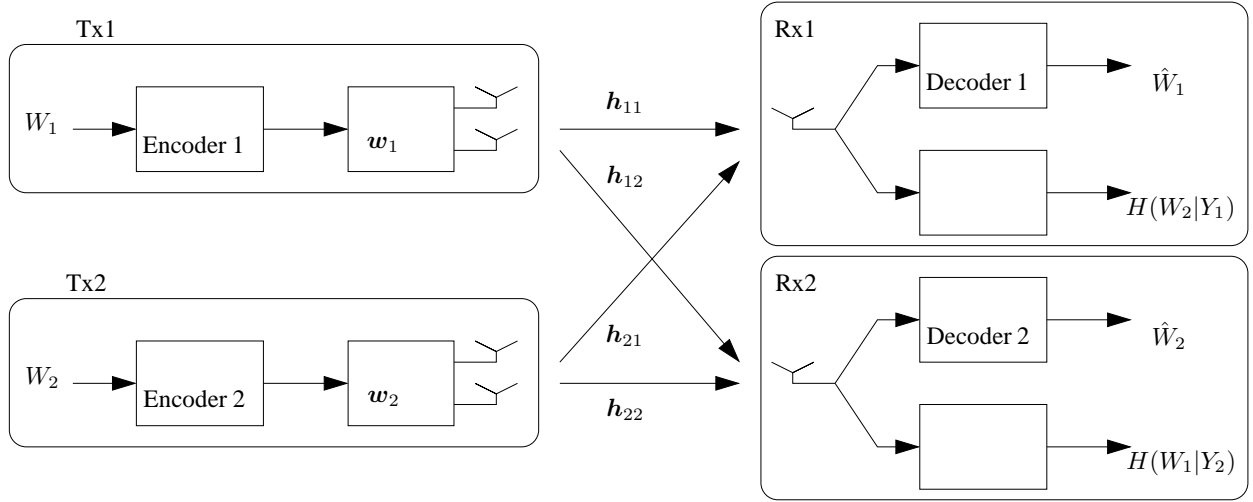 Tx1
W₁
Encoder 1
𝒘₁
h₁₁
h₁₂
Rx1
Decoder 1
Ŵ₁
H(W₂|Y₁)
Tx2
W₂
Encoder 2
𝒘₂
h₂₁
h₂₂
Rx2
Decoder 2
Ŵ₂
H(W₁|Y₂)